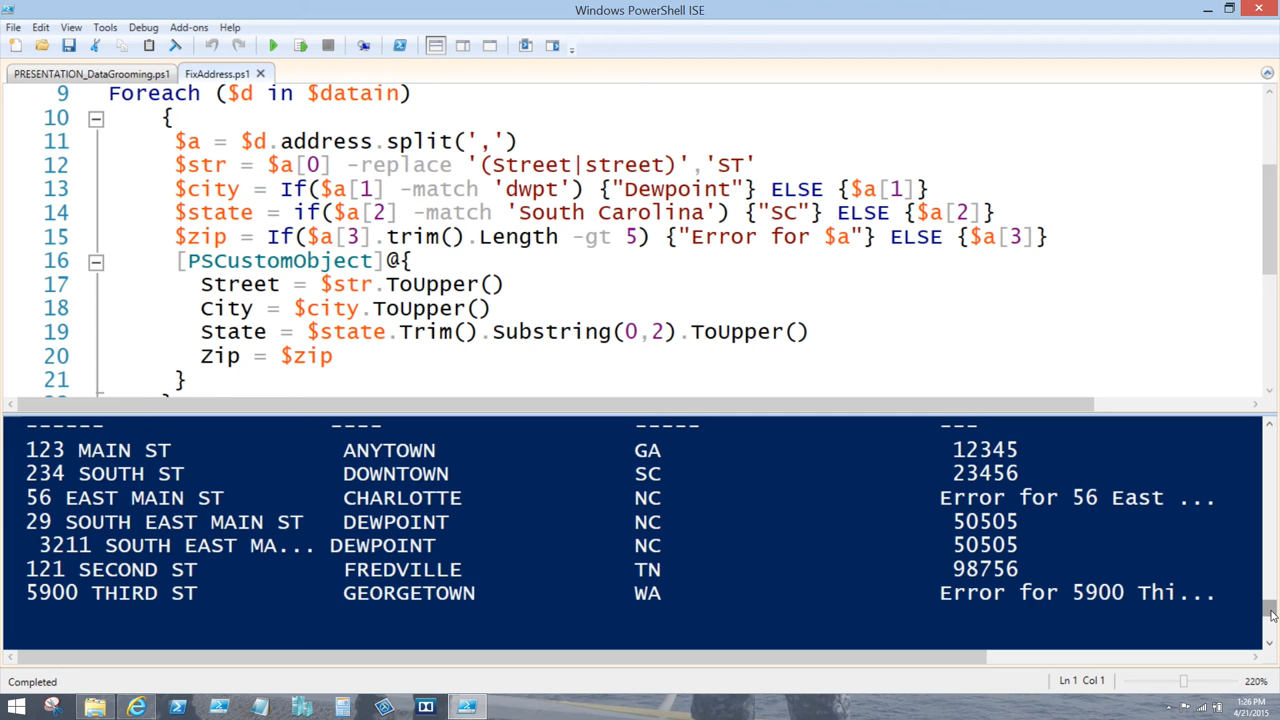 Windows PowerShell ISE
File Edit View Tools Debug Add-ons Help
PRESENTATION_DataGrooming.ps1 FixAddress.ps1
9 Foreach ($d in $datain)
10 {
11 $a = $d.address.split(',')
12 $str = $a[0] -replace '(Street|street)','ST'
13 $city = If($a[1] -match 'dwpt') {"Dewpoint"} ELSE {$a[1]}
14 $state = if($a[2] -match 'South Carolina') {"SC"} ELSE {$a[2]}
15 $zip = If($a[3].trim().Length -gt 5) {"Error for $a"} ELSE {$a[3]}
16 [PSCustomObject]@{
17 Street = $str.ToUpper()
18 City = $city.ToUpper()
19 State = $state.Trim().Substring(0,2).ToUpper()
20 Zip = $zip
21 }
------ ---- ----- ---
123 MAIN ST ANYTOWN GA 12345
234 SOUTH ST DOWNTOWN SC 23456
56 EAST MAIN ST CHARLOTTE NC Error for 56 East ...
29 SOUTH EAST MAIN ST DEWPOINT NC 50505
3211 SOUTH EAST MA... DEWPOINT NC 50505
121 SECOND ST FREDVILLE TN 98756
5900 THIRD ST GEORGETOWN WA Error for 5900 Thi...
Completed Ln 1 Col 1 220%
1:26 PM
4/21/2015